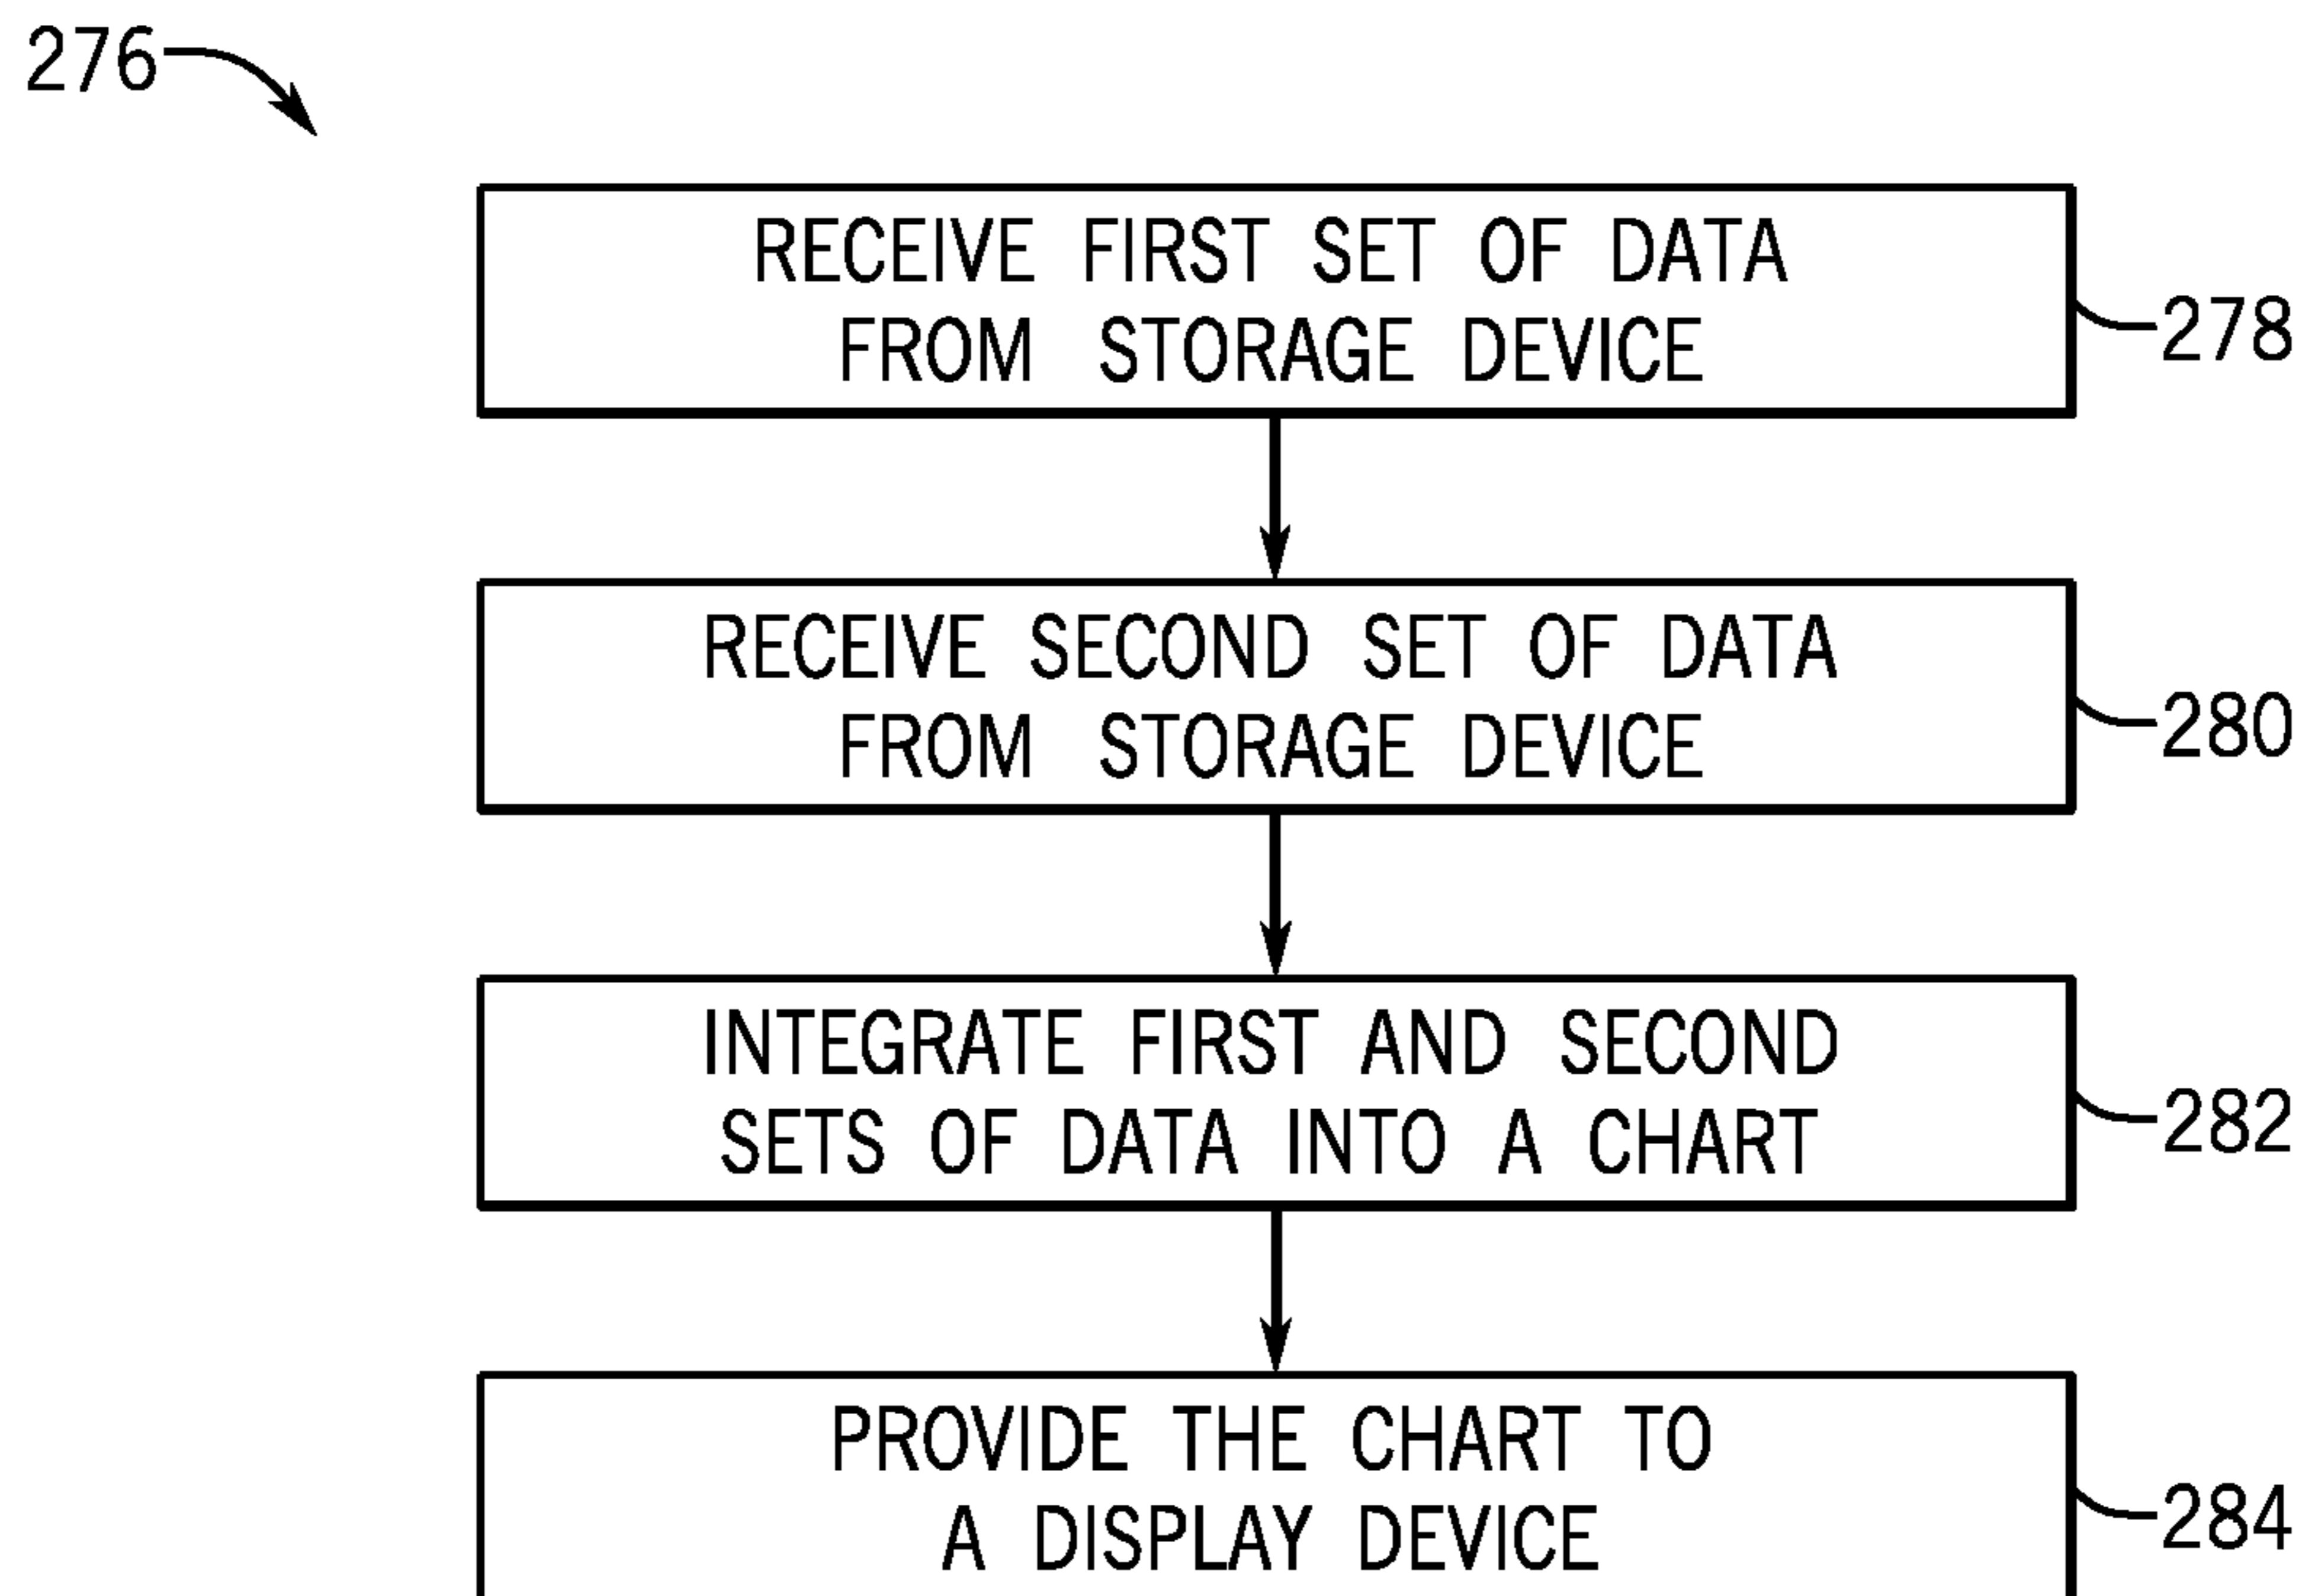 276
RECEIVE FIRST SET OF DATA
FROM STORAGE DEVICE
278
RECEIVE SECOND SET OF DATA
FROM STORAGE DEVICE
280
INTEGRATE FIRST AND SECOND
SETS OF DATA INTO A CHART
282
PROVIDE THE CHART TO
A DISPLAY DEVICE
284